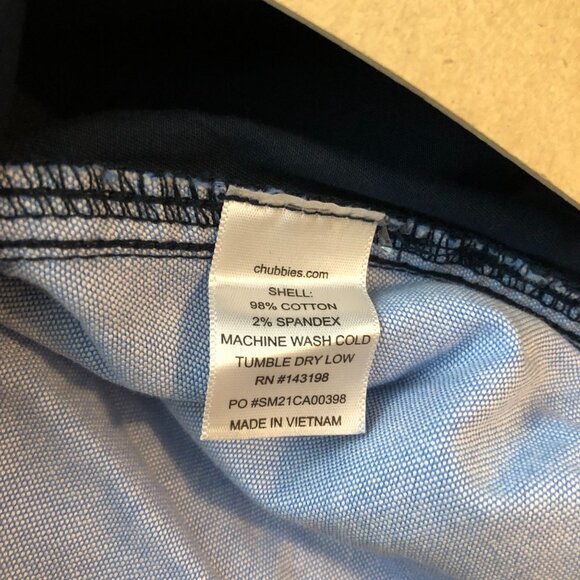 chubbies.com
SHELL:
98% COTTON
2% SPANDEX
MACHINE WASH COLD
TUMBLE DRY LOW
RN #143198
PO #SM21CA00398
MADE IN VIETNAM